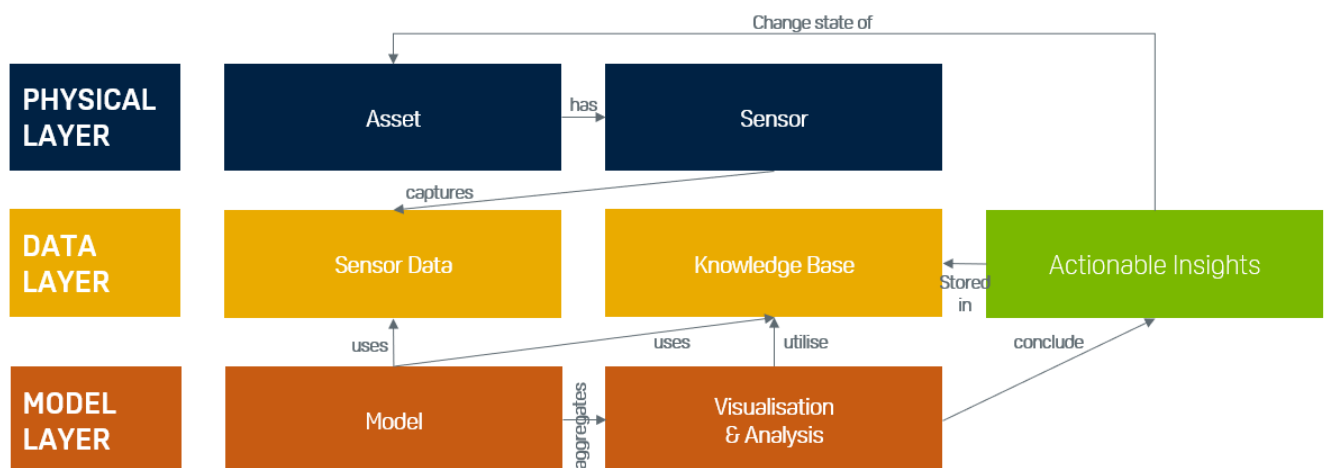 Change state of
PHYSICAL
LAYER
Asset
has
Sensor
captures
DATA
LAYER
Sensor Data
Knowledge Base
Stored
in
Actionable Insights
uses
uses
utilise
conclude
MODEL
LAYER
Model
aggregates
Visualisation
& Analysis